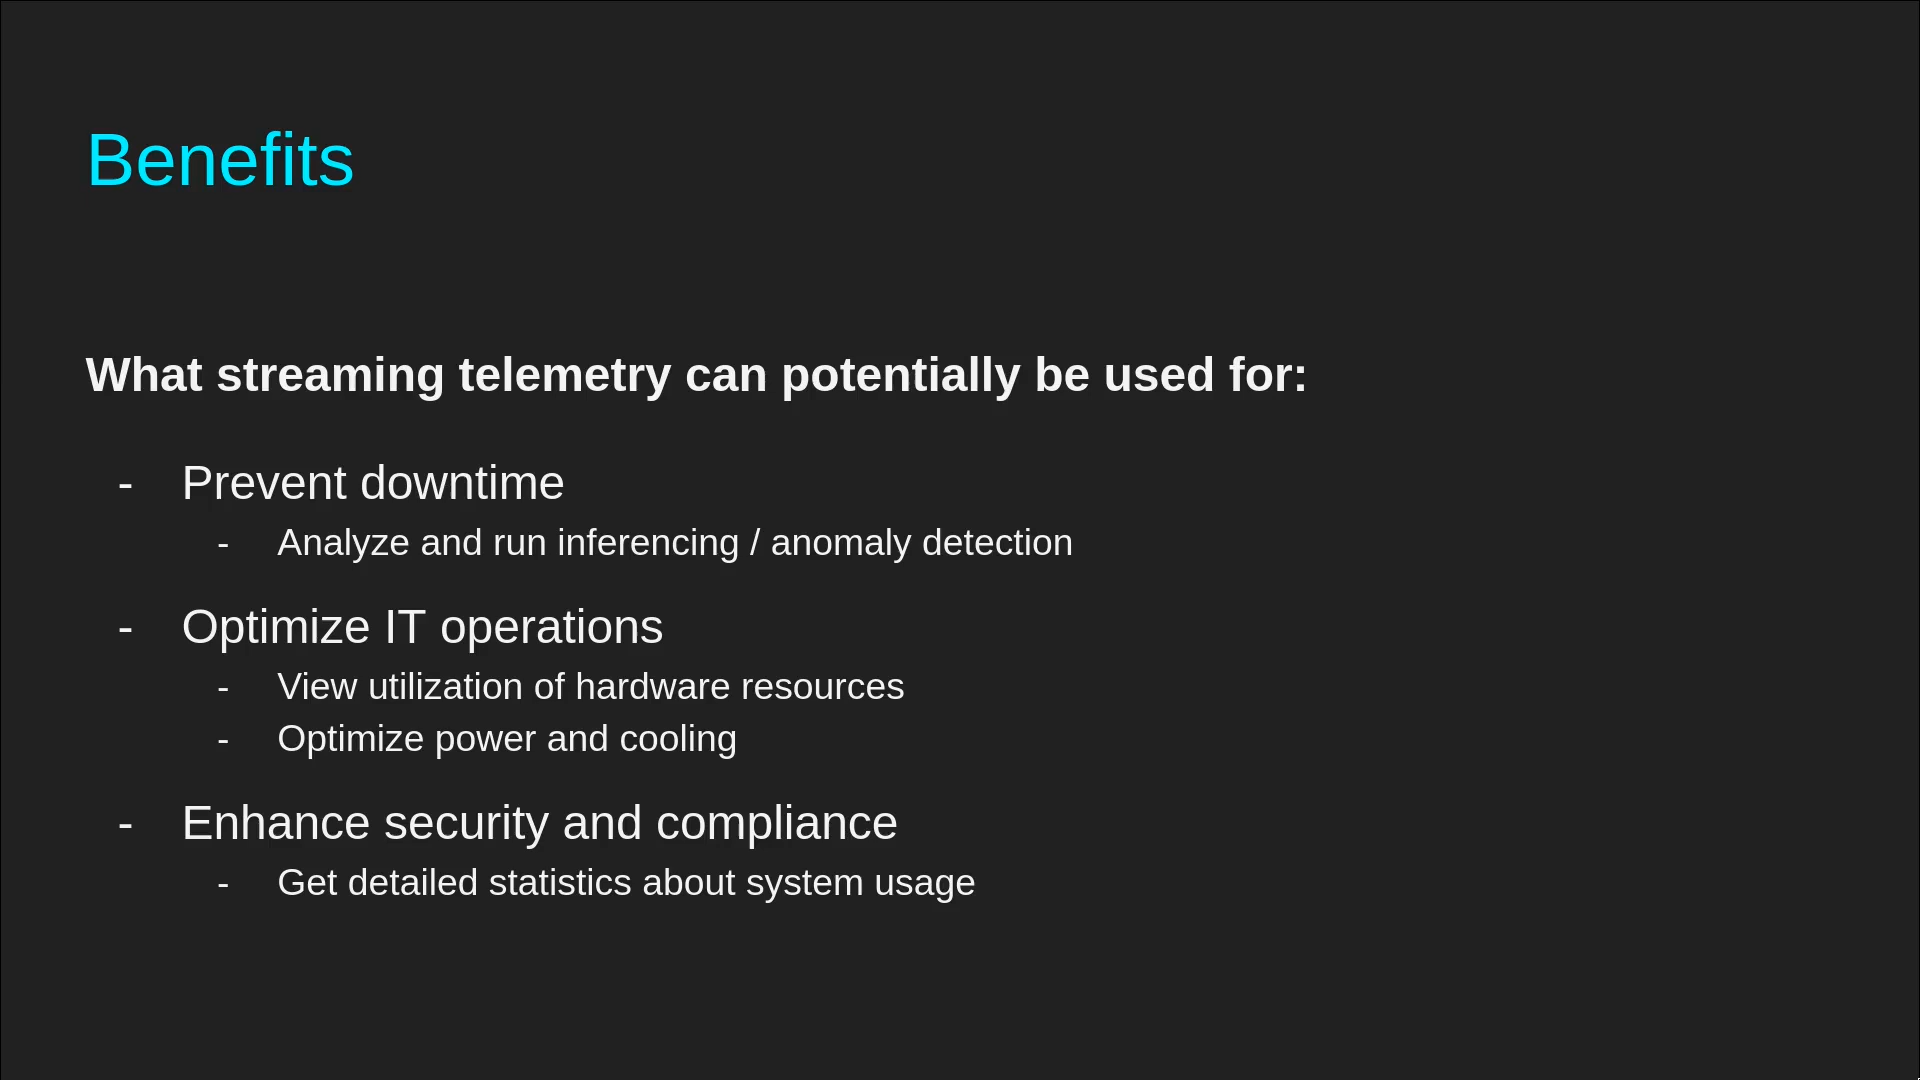 Benefits
What streaming telemetry can potentially be used for:
- Prevent downtime
- Analyze and run inferencing / anomaly detection
- Optimize IT operations
- View utilization of hardware resources
- Optimize power and cooling
- Enhance security and compliance
- Get detailed statistics about system usage